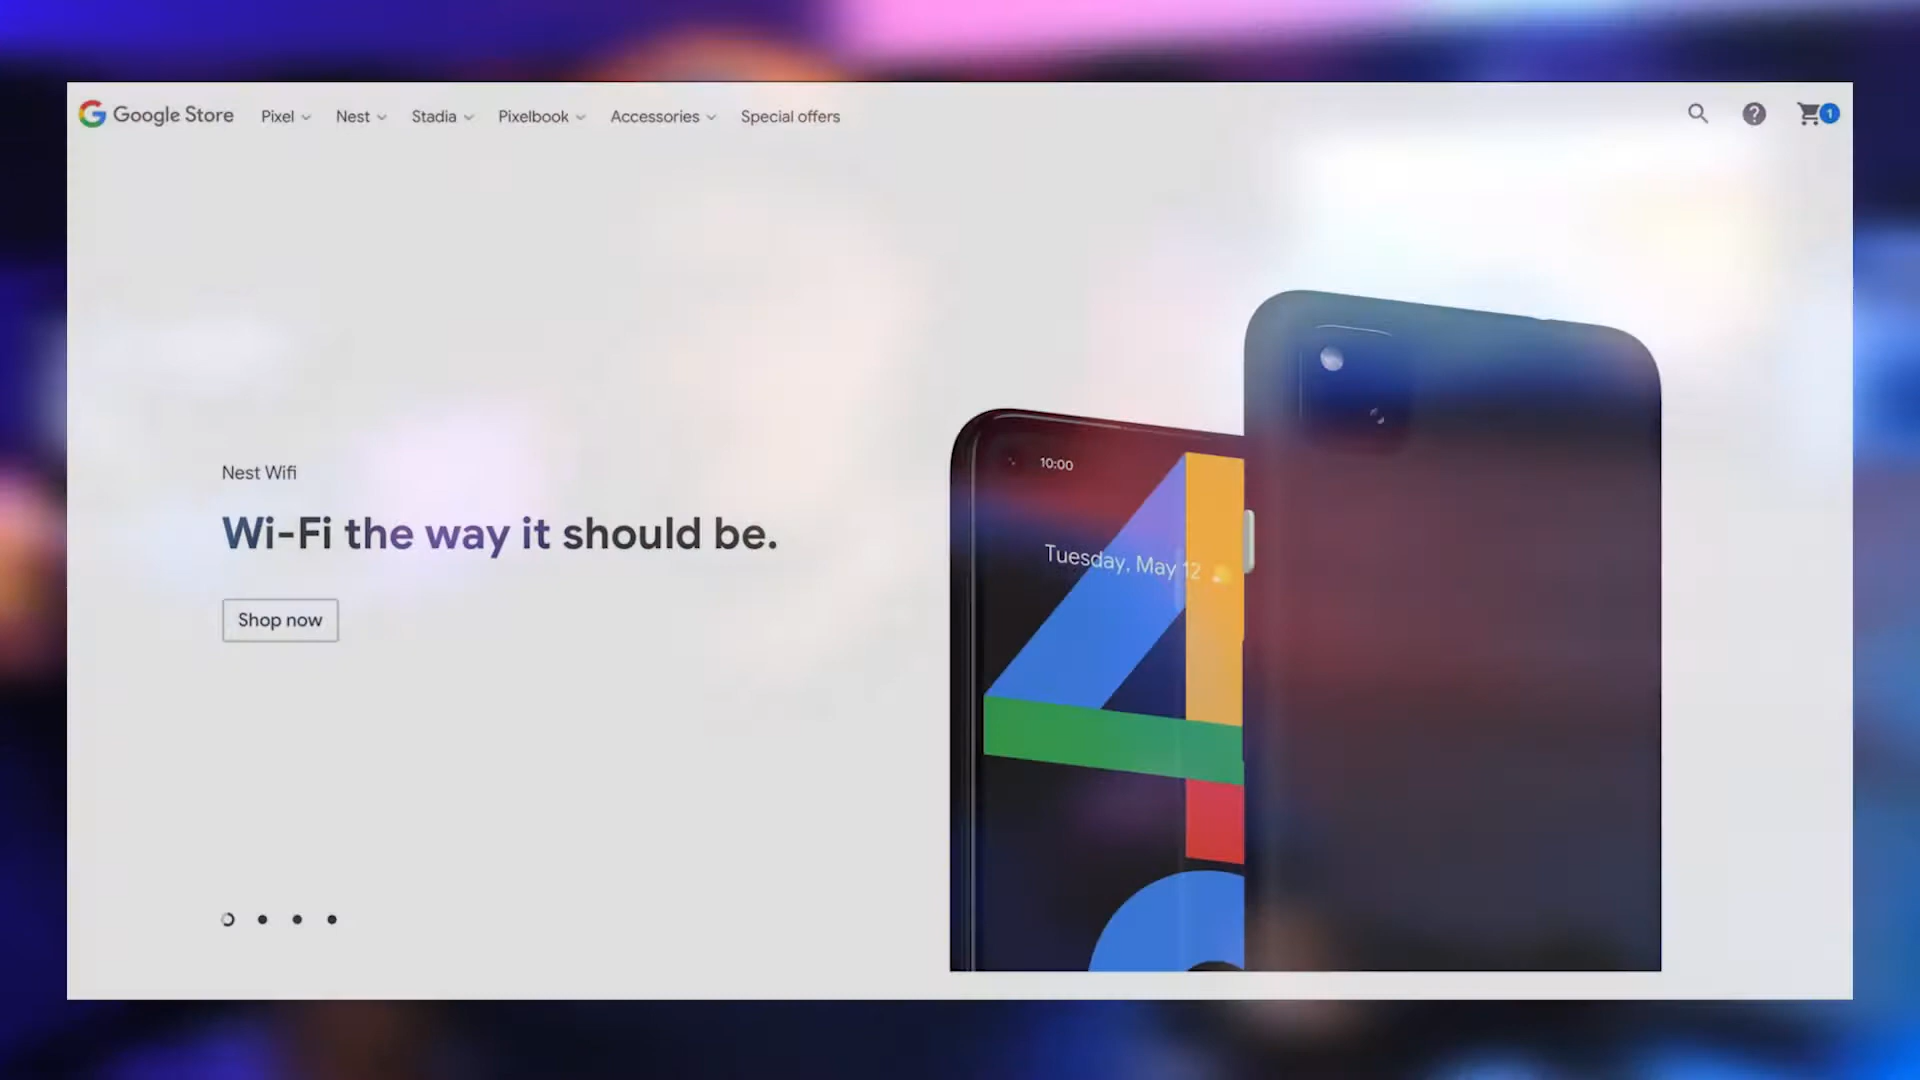 Google Store
Pixel
Nest
Stadia
Pixelbook
Accessories
Special offers
1
Nest Wifi
Wi-Fi the way it should be.
Shop now
10:00
Tuesday, May 12
4